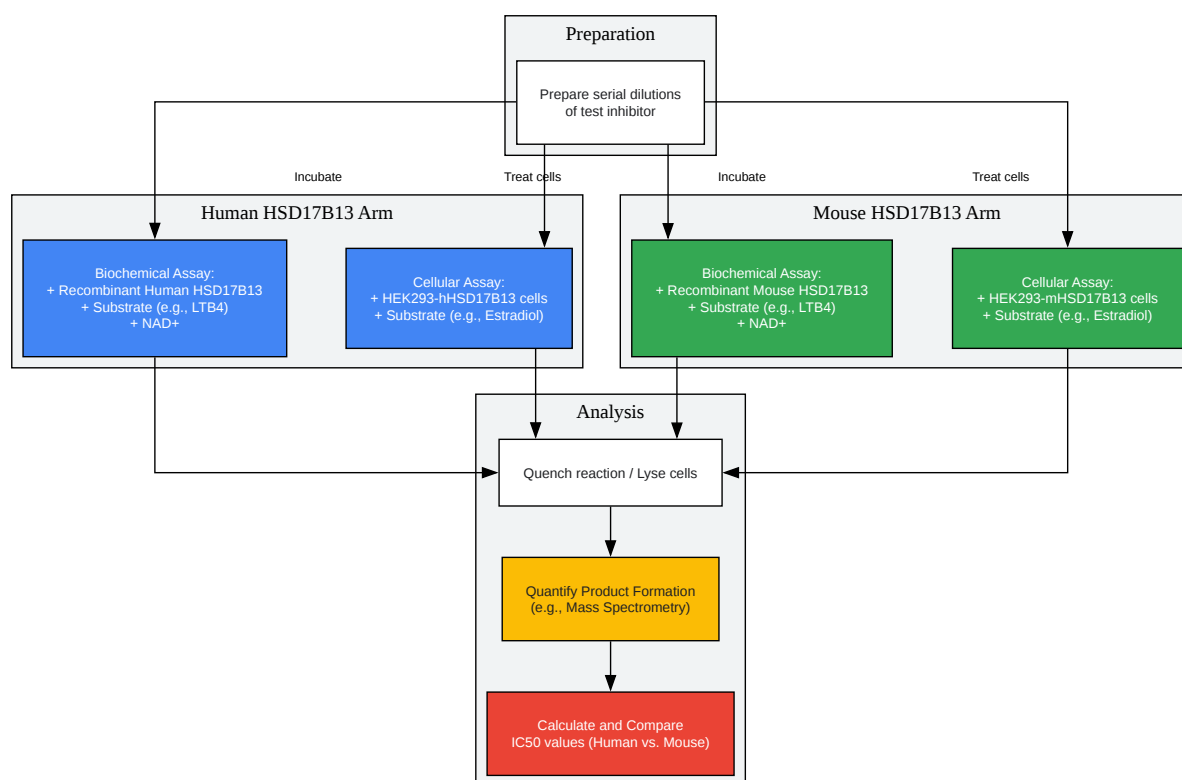 Preparation
Prepare serial dilutions
of test inhibitor
Incubate
Treat cells
Incubate
Treat cells
Human HSD17B13 Arm
Mouse HSD17B13 Arm
Biochemical Assay:
+ Recombinant Human HSD17B13
+ Substrate (e.g., LTB4)
+ NAD+
Cellular Assay:
+ HEK293-hHSD17B13 cells
+ Substrate (e.g., Estradiol)
Biochemical Assay:
+ Recombinant Mouse HSD17B13
+ Substrate (e.g., LTB4)
+ NAD+
Cellular Assay:
+ HEK293-mHSD17B13 cells
+ Substrate (e.g., Estradiol)
Analysis
Quench reaction / Lyse cells
Quantify Product Formation
(e.g., Mass Spectrometry)
Calculate and Compare
IC50 values (Human vs. Mouse)